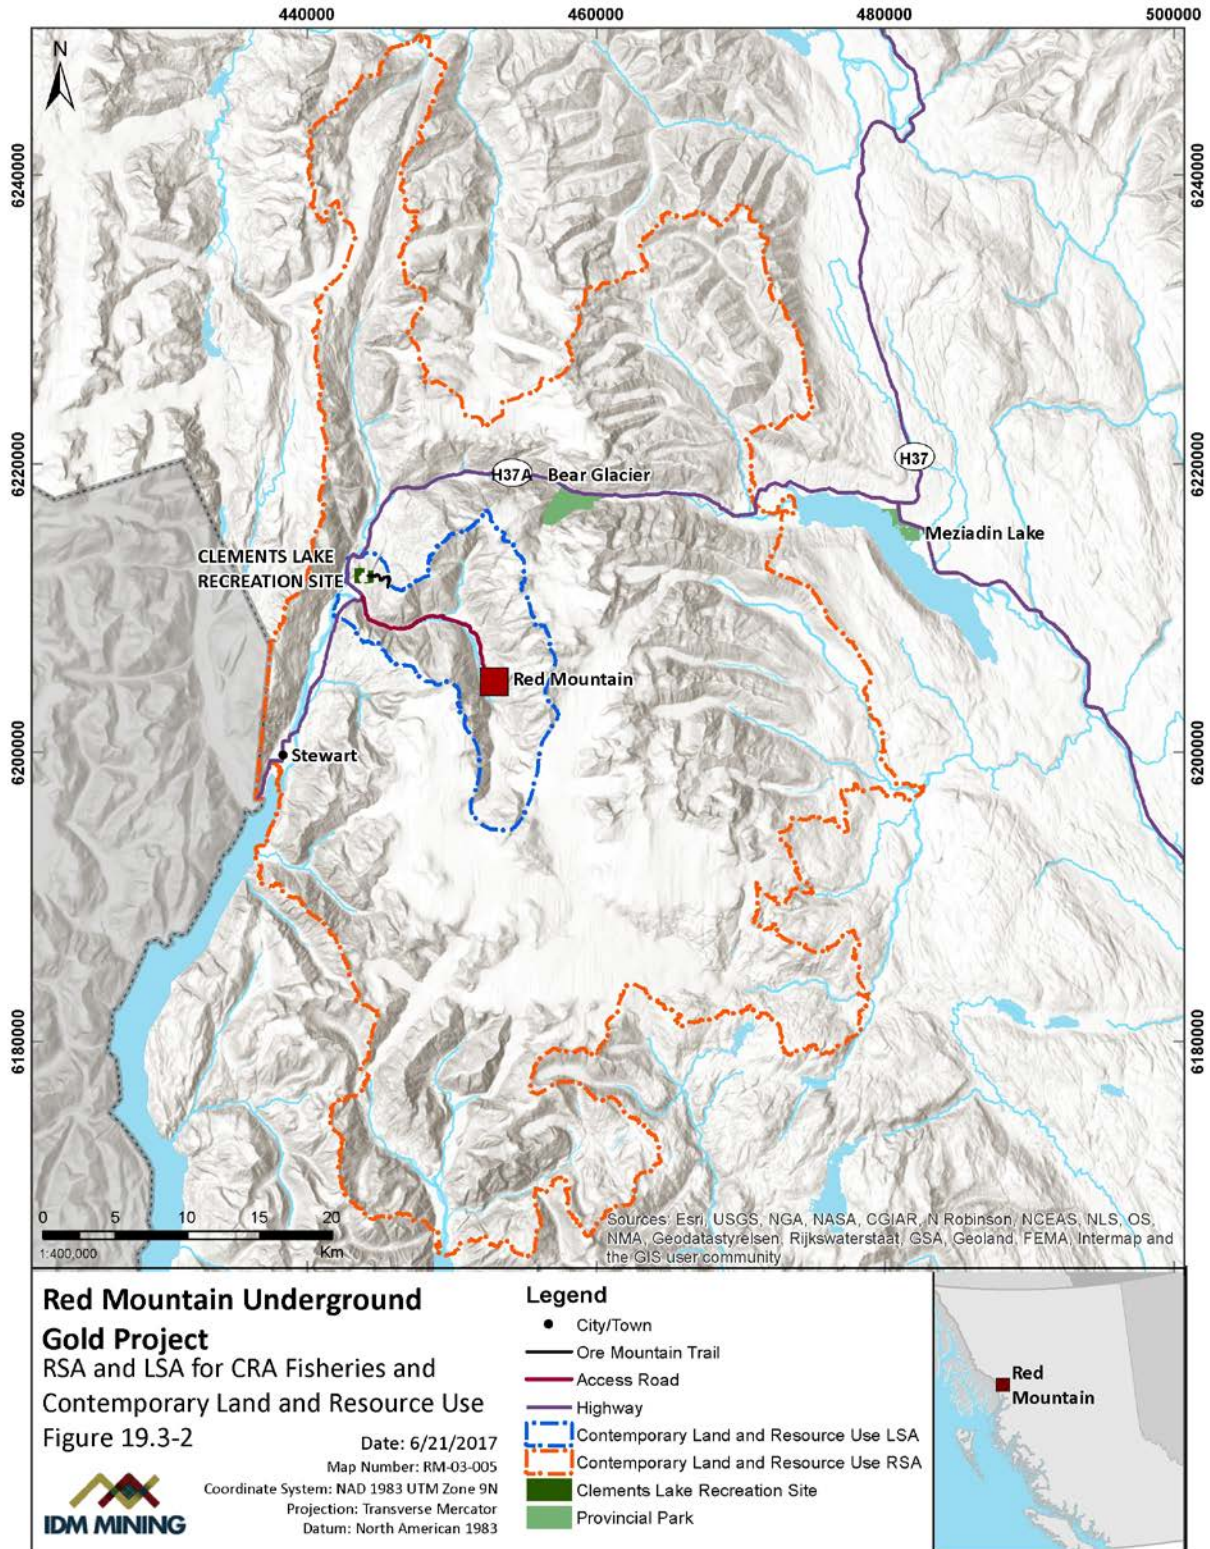 440000
460000
480000
500000
N
6240000
6240000
6220000
6220000
H37A
Bear Glacier
H37
Meziadin Lake
CLEMENTS LAKE
RECREATION SITE
Red Mountain
6200000
6200000
Stewart
6180000
6180000
0 5 10 15 20
1:400,000
Km
Sources: Esri, USGS, NGA, NASA, CGIAR, N Robinson, NCEAS, NLS, OS,
NMA, Geodatastyrelsen, Rijkswaterstaat, GSA, Geoland, FEMA, Intermap and
the GIS user community
Red Mountain Underground
Gold Project
RSA and LSA for CRA Fisheries and
Contemporary Land and Resource Use
Figure 19.3-2
Date: 6/21/2017
Map Number: RM-03-005
Coordinate System: NAD 1983 UTM Zone 9N
Projection: Transverse Mercator
Datum: North American 1983
IDM MINING
Legend
City/Town
Ore Mountain Trail
Access Road
Highway
Contemporary Land and Resource Use LSA
Contemporary Land and Resource Use RSA
Clements Lake Recreation Site
Provincial Park
Red
Mountain